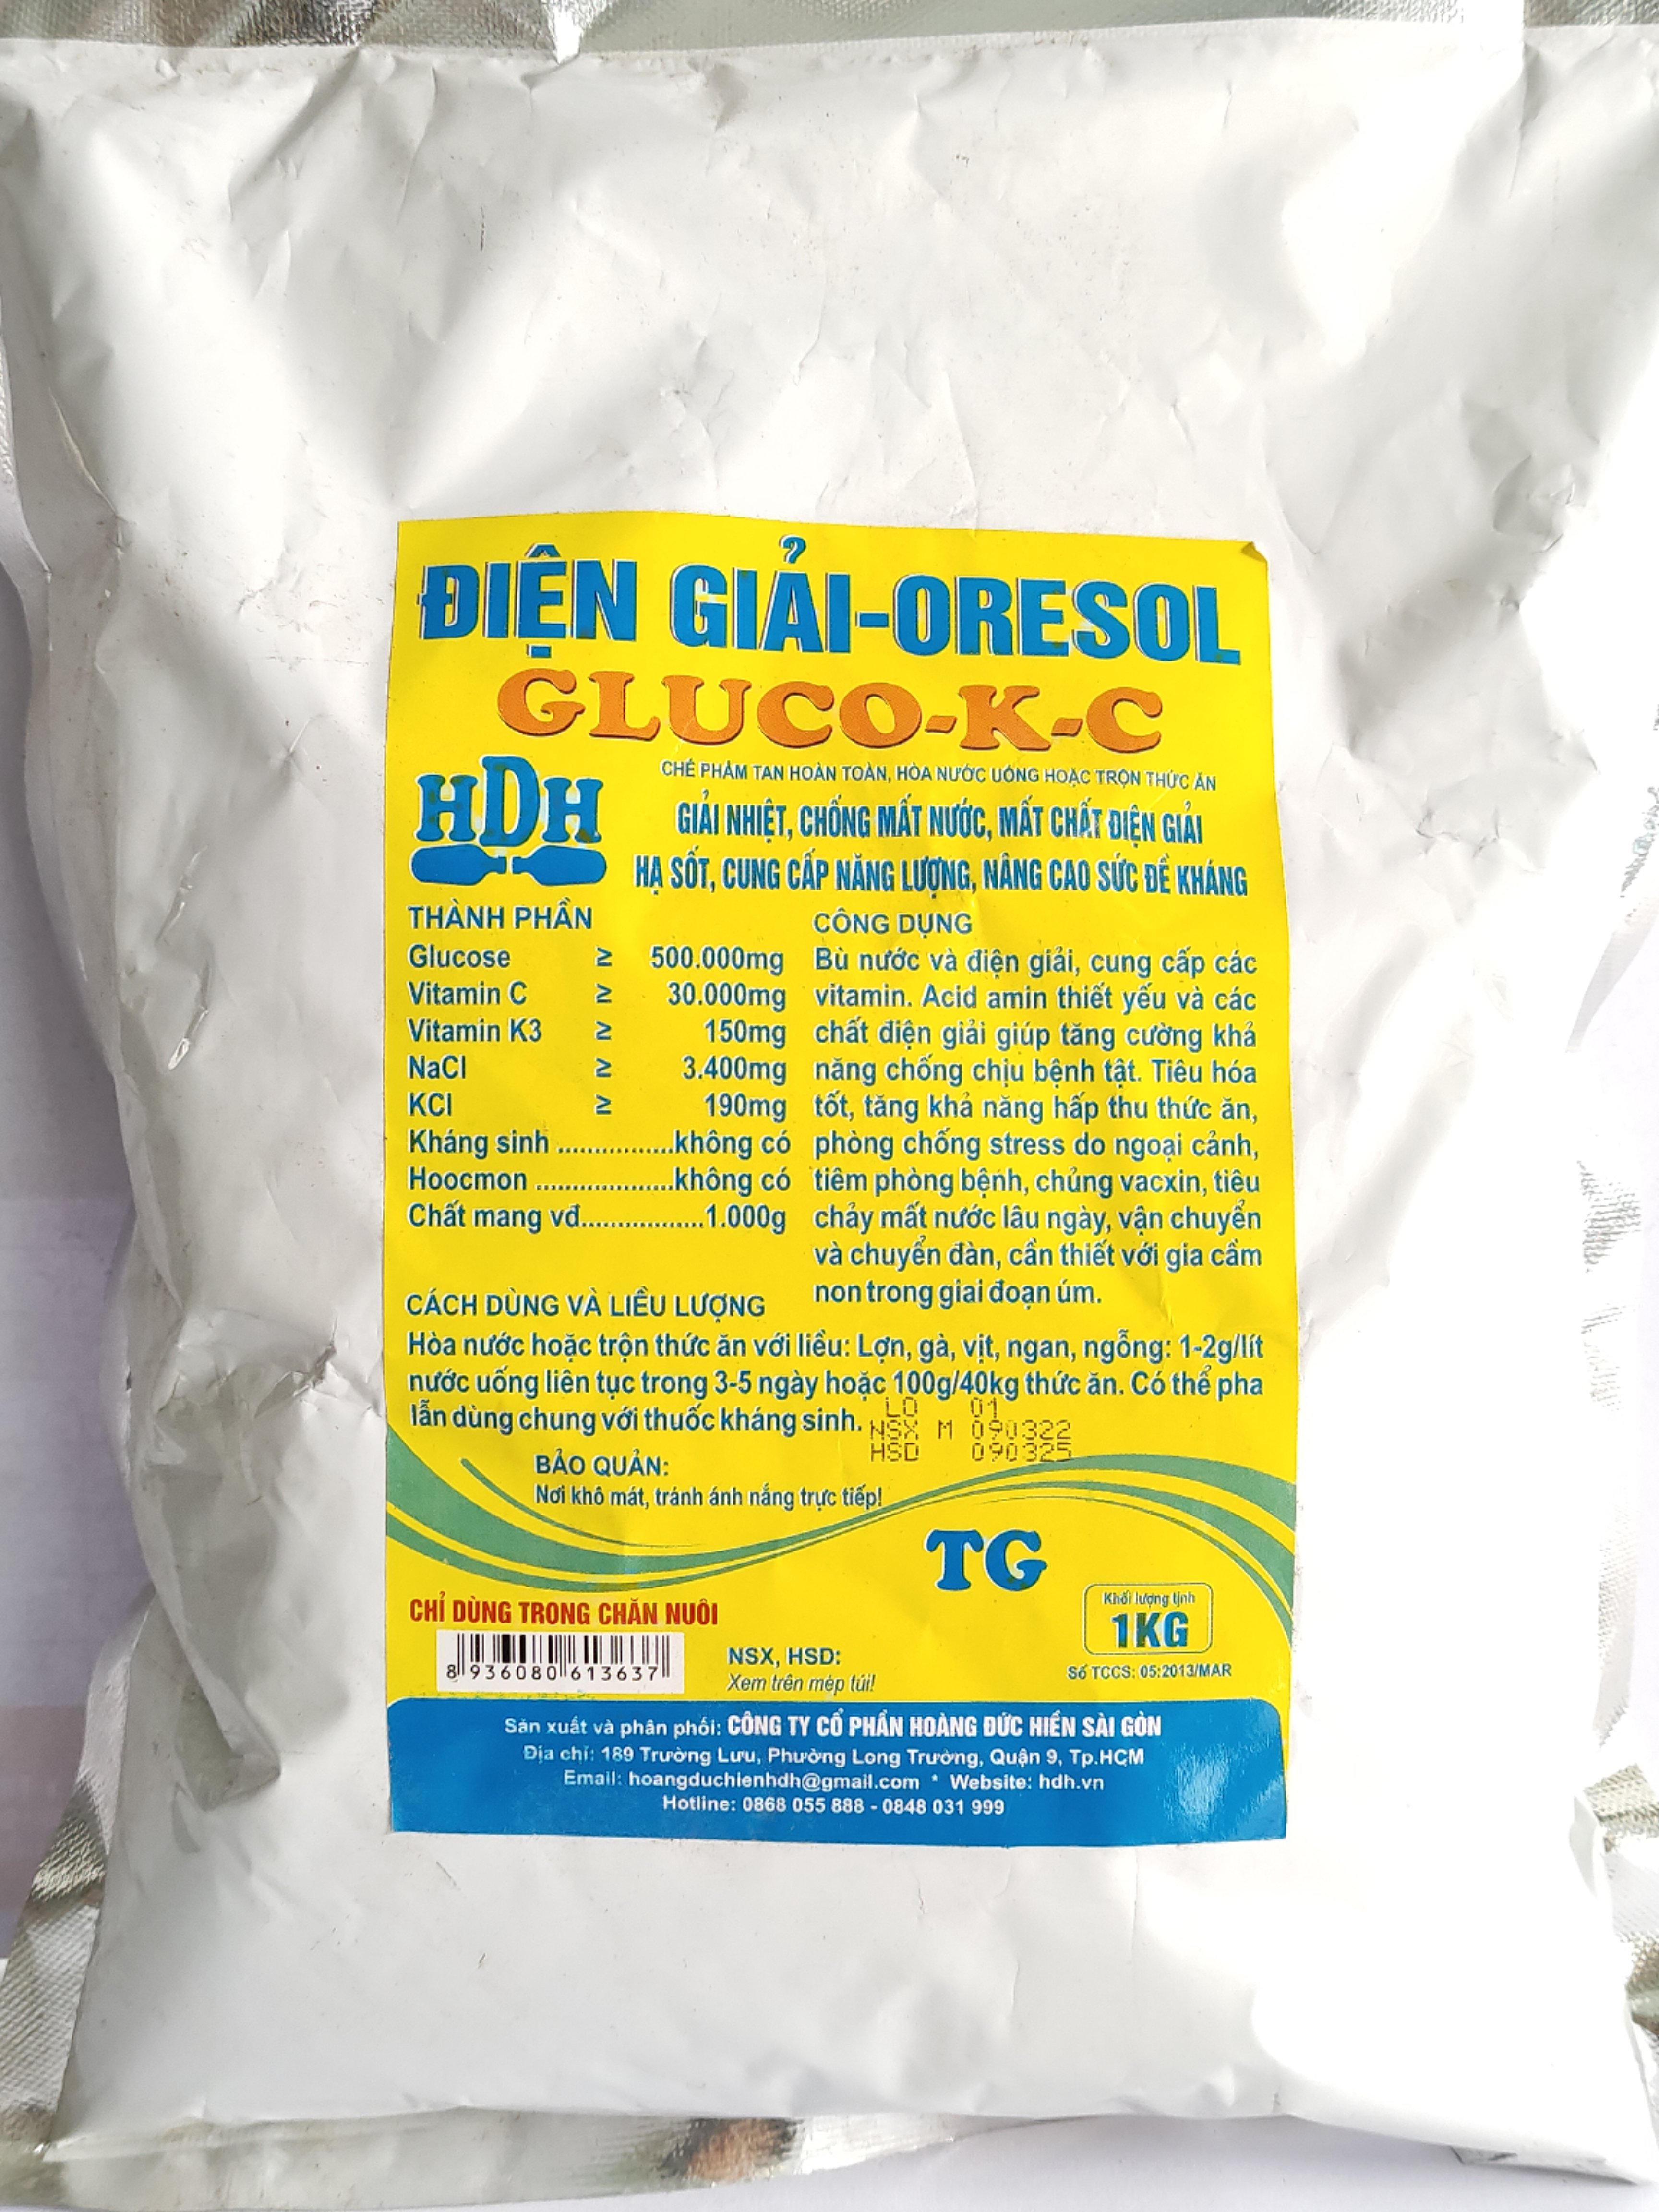 ĐIỆN GIẢI-ORESOL
GLUCO-K-C
HDH
CHẾ PHẨM TAN HOÀN TOÀN, HÒA NƯỚC UỐNG HOẶC TRỘN THỨC ĂN
GIẢI NHIỆT, CHỐNG MẤT NƯỚC, MẤT CHẤT ĐIỆN GIẢI
HẠ SỐT, CUNG CẤP NĂNG LƯỢNG, NÂNG CAO SỨC ĐỀ KHÁNG
THÀNH PHẦN
Glucose ≥ 500.000mg
Vitamin C ≥ 30.000mg
Vitamin K3 ≥ 150mg
NaCl ≥ 3.400mg
KCl ≥ 190mg
Kháng sinh ................không có
Hoocmon ...................không có
Chất mang vđ.................1.000g
CÔNG DỤNG
Bù nước và điện giải, cung cấp các
vitamin. Acid amin thiết yếu và các
chất điện giải giúp tăng cường khả
năng chống chịu bệnh tật. Tiêu hóa
tốt, tăng khả năng hấp thu thức ăn,
phòng chống stress do ngoại cảnh,
tiêm phòng bệnh, chủng vacxin, tiêu
chảy mất nước lâu ngày, vận chuyển
và chuyển đàn, cần thiết với gia cầm
non trong giai đoạn úm.
CÁCH DÙNG VÀ LIỀU LƯỢNG
Hòa nước hoặc trộn thức ăn với liều: Lợn, gà, vịt, ngan, ngỗng: 1-2g/lít
nước uống liên tục trong 3-5 ngày hoặc 100g/40kg thức ăn. Có thể pha
lẫn dùng chung với thuốc kháng sinh.
LO 01
NSX M 090322
HSD 090325
BẢO QUẢN:
Nơi khô mát, tránh ánh nắng trực tiếp!
TG
CHỈ DÙNG TRONG CHĂN NUÔI
8 936080 613637
NSX, HSD:
Xem trên mép túi!
Khối lượng tịnh
1KG
Số TCCS: 05:2013/MAR
Sản xuất và phân phối: CÔNG TY CỔ PHẦN HOÀNG ĐỨC HIỀN SÀI GÒN
Địa chỉ: 189 Trường Lưu, Phường Long Trường, Quận 9, Tp.HCM
Email: hoangduchienhdh@gmail.com * Website: hdh.vn
Hotline: 0868 055 888 - 0848 031 999